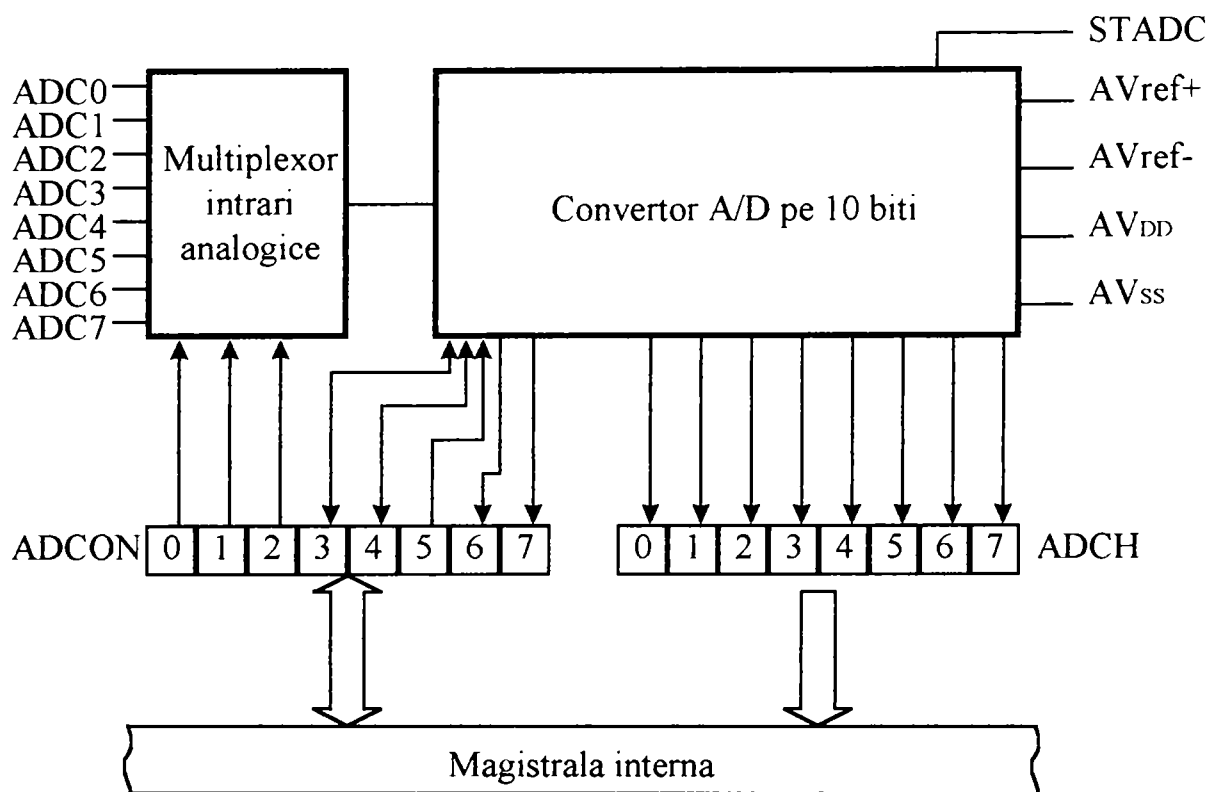 STADC
ADC0
ADC1
ADC2
ADC3
ADC4
ADC5
ADC6
ADC7
Multiplexor
intrari
analogice
Convertor A/D pe 10 biti
AVref+
AVref-
AVDD
AVss
ADCON 0 1 2 3 4 5 6 7
0 1 2 3 4 5 6 7 ADCH
Magistrala interna